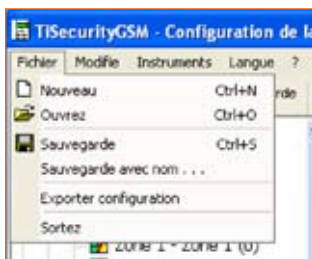 TISecurityGSM - Configuration de la
Fichier Modifie Instruments Langue ?
Nouveau Ctrl+N
rde
Ouvrez Ctrl+O
Sauvegarde Ctrl+S
Sauvegarde avec nom . . .
Exporter configuration
Sortez
Zone 1 - Zone 1 (0)